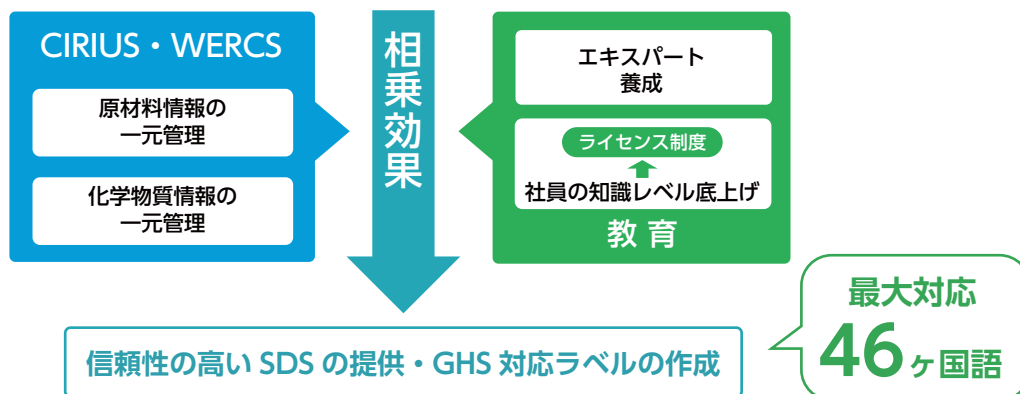 CIRIUS・WERCS
原材料情報の
一元管理
化学物質情報の
一元管理
相乗効果
エキスパート
養成
ライセンス制度
社員の知識レベル底上げ
教育
信頼性の高い SDS の提供・GHS 対応ラベルの作成
最大対応
46ヶ国語